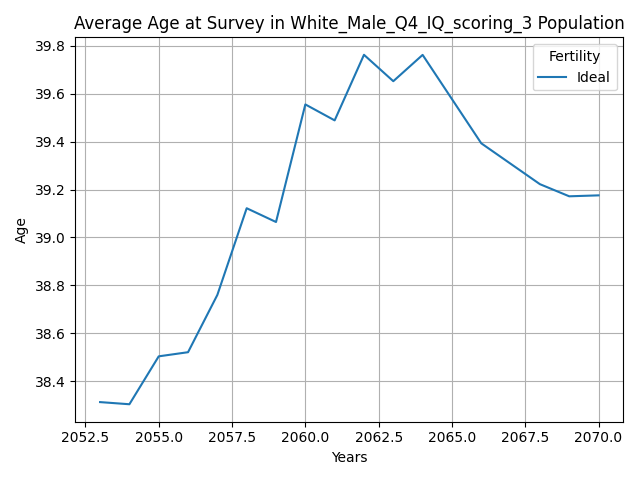 Average Age at Survey in White_Male_Q4_IQ_scoring_3 Population
Fertility
Ideal
Age
39.8
39.6
39.4
39.2
39.0
38.8
38.6
38.4
2052.5 2055.0 2057.5 2060.0 2062.5 2065.0 2067.5 2070.0
Years